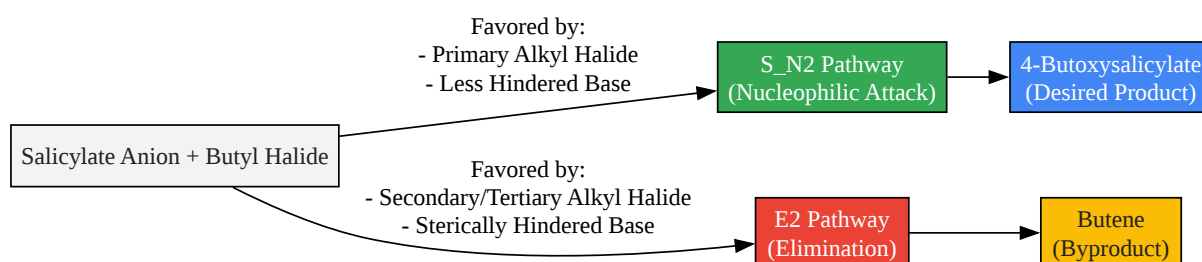 Favored by:
- Primary Alkyl Halide
- Less Hindered Base
S_N2 Pathway
(Nucleophilic Attack)
4-Butoxysalicylate
(Desired Product)
Salicylate Anion + Butyl Halide
Favored by:
- Secondary/Tertiary Alkyl Halide
- Sterically Hindered Base
E2 Pathway
(Elimination)
Butene
(Byproduct)